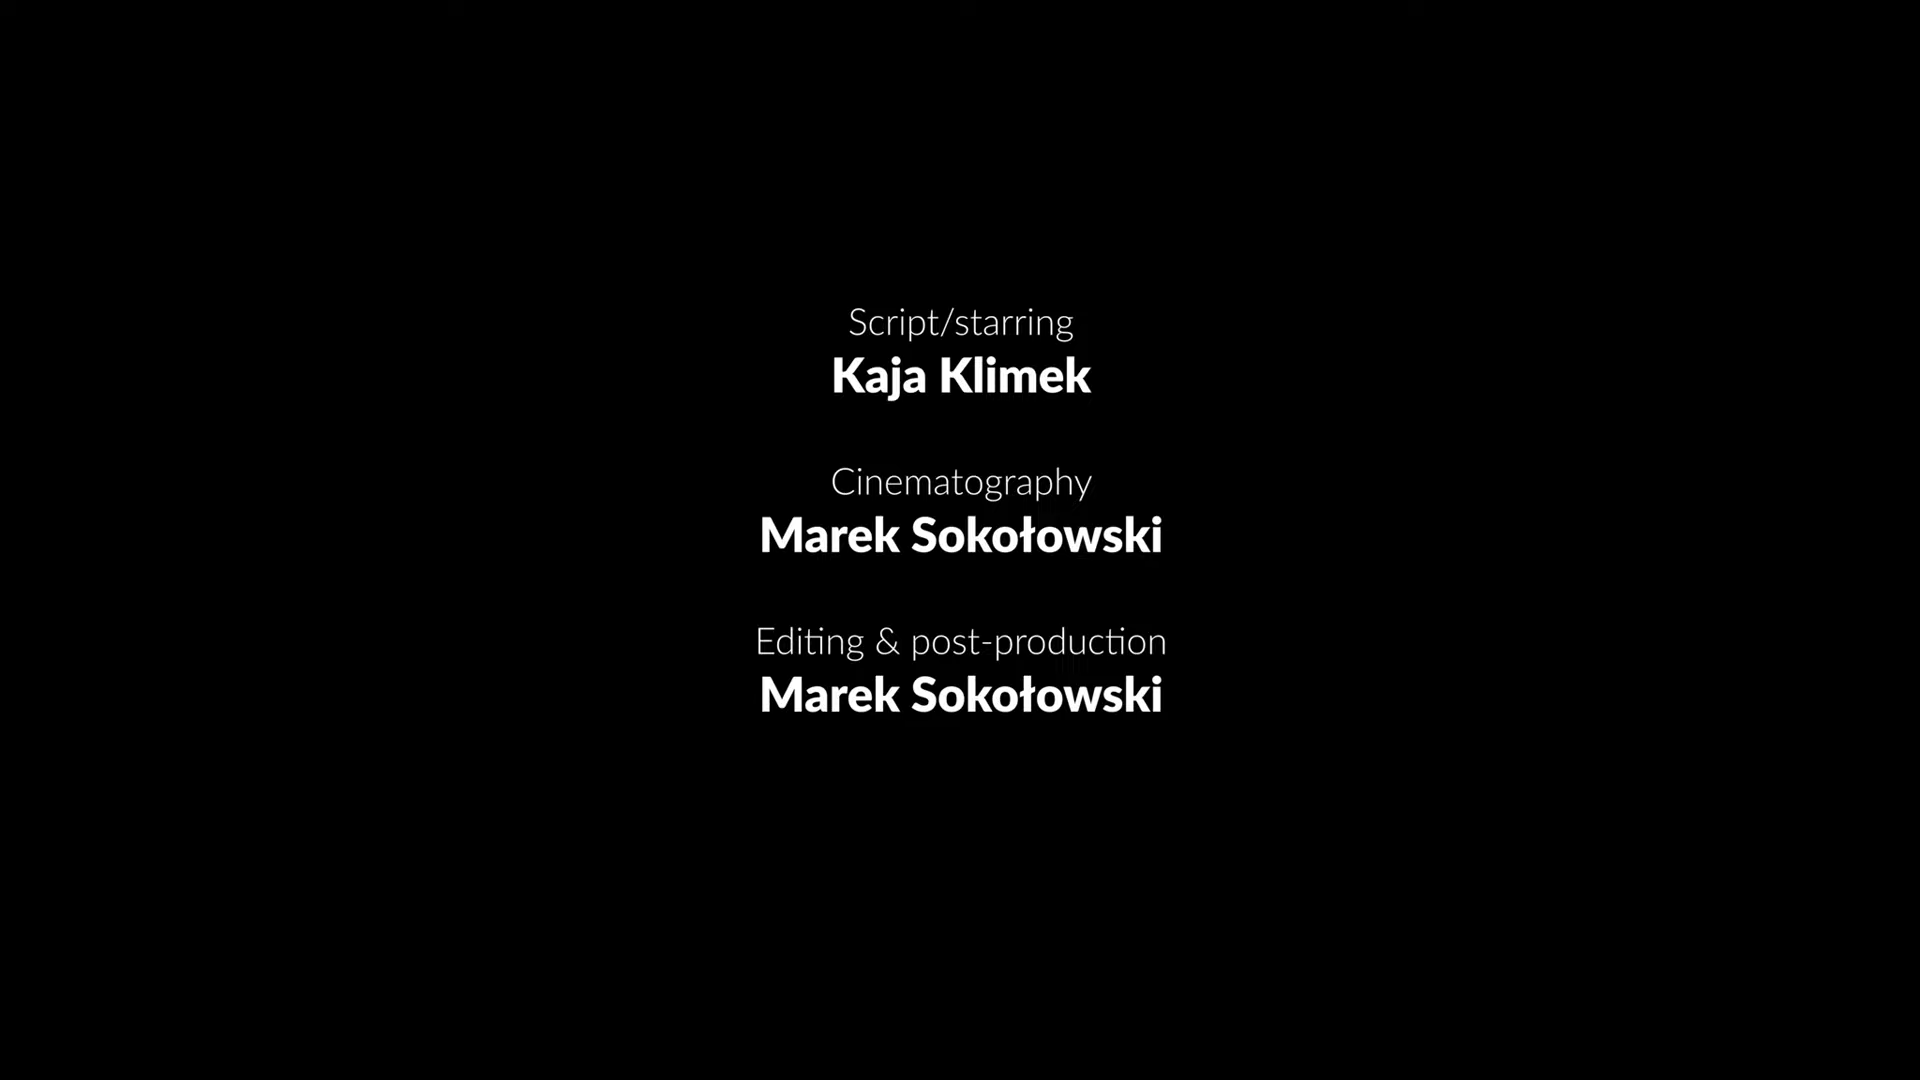 Script/starring
Kaja Klimek
Cinematography
Marek Sokołowski
Editing & post-production
Marek Sokołowski